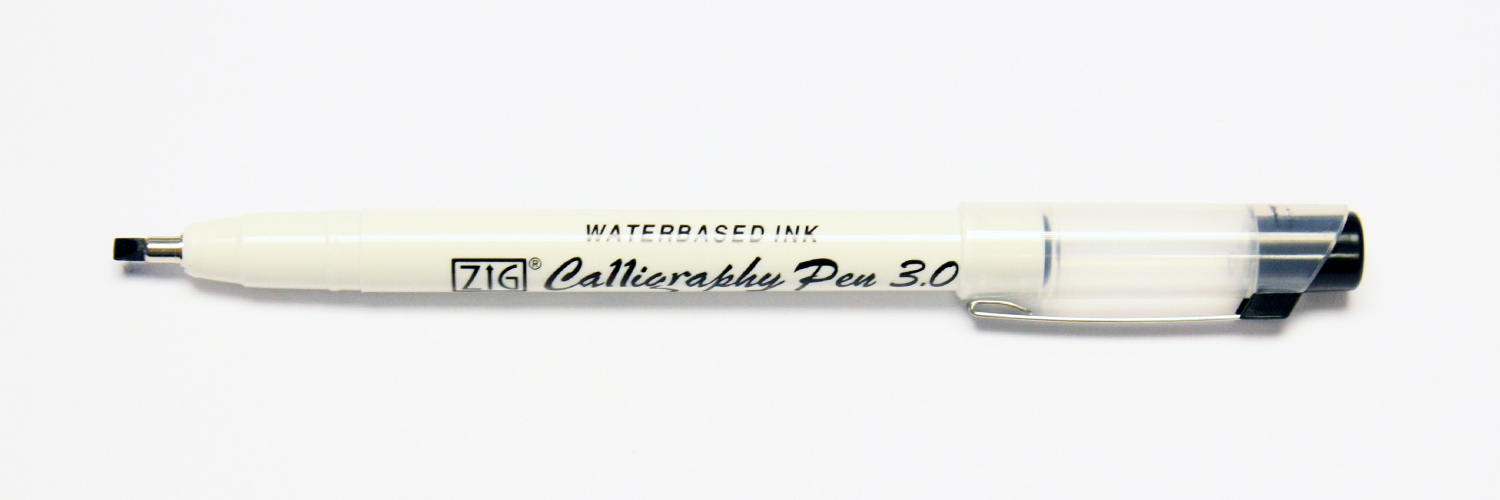 WATERBASED INK
ZIG® Calligraphy Pen 3.0